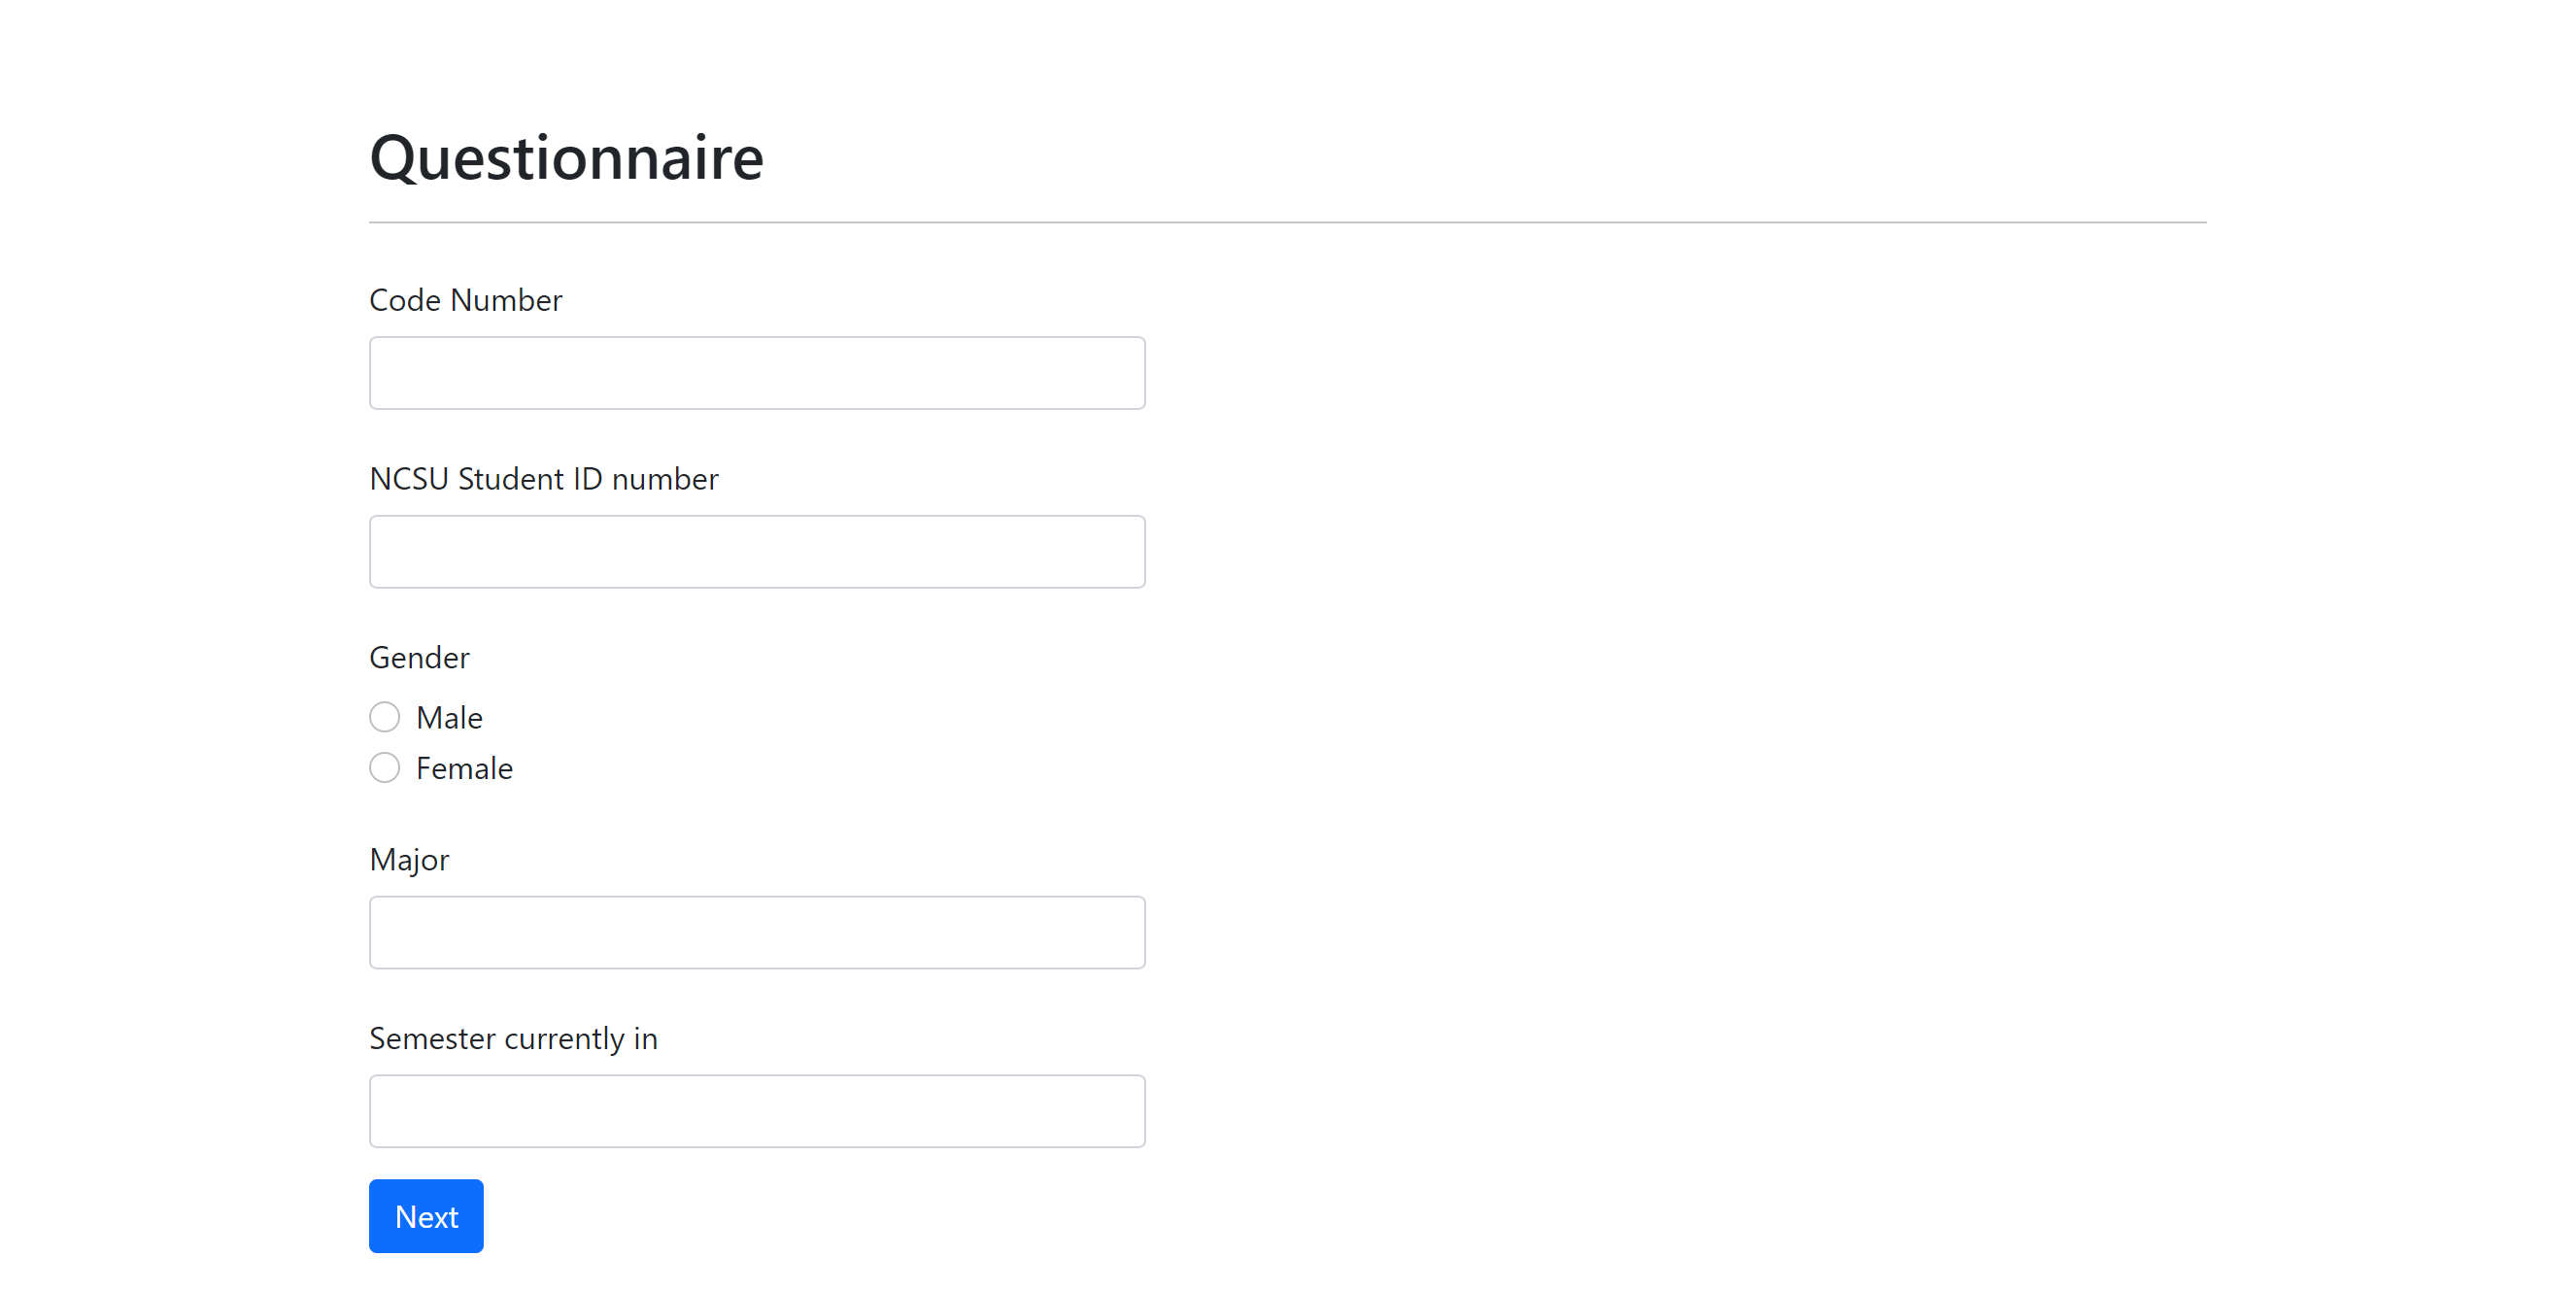 Questionnaire
Code Number
NCSU Student ID number
Gender
Male
Female
Major
Semester currently in
Next